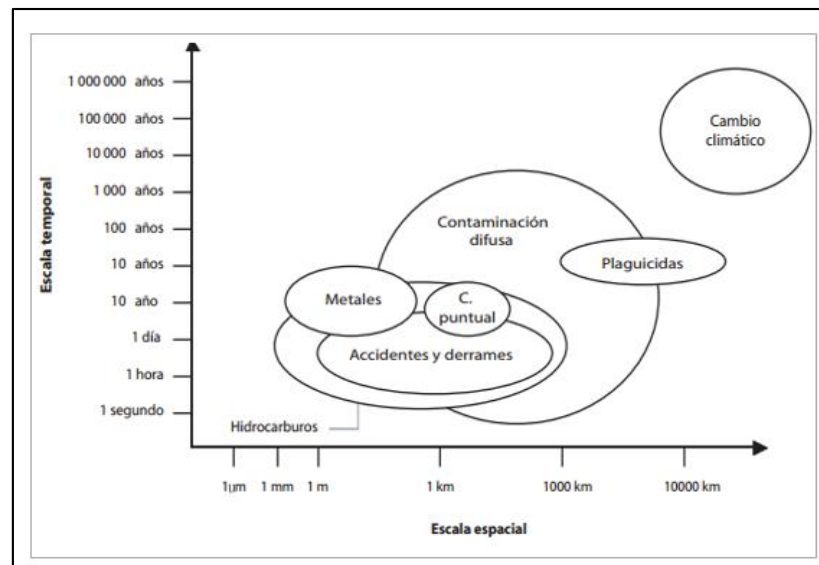 1 000 000 años
100 000 años
10 000 años
1 000 años
100 años
10 años
10 año
1 día
1 hora
1 segundo
Escala temporal
Cambio
climático
Contaminación
difusa
Plaguicidas
Metales
C.
puntual
Accidentes y derrames
Hidrocarburos
1μm 1 mm 1 m 1 km 1000 km 10000 km
Escala espacial